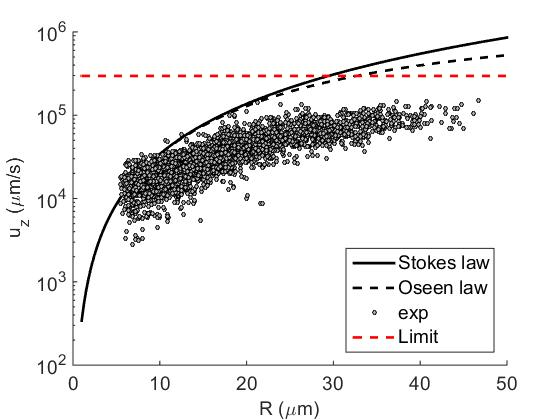 10^6
10^5
10^4
10^3
10^2
u_z (μm/s)
Stokes law
Oseen law
exp
Limit
0 10 20 30 40 50
R (μm)